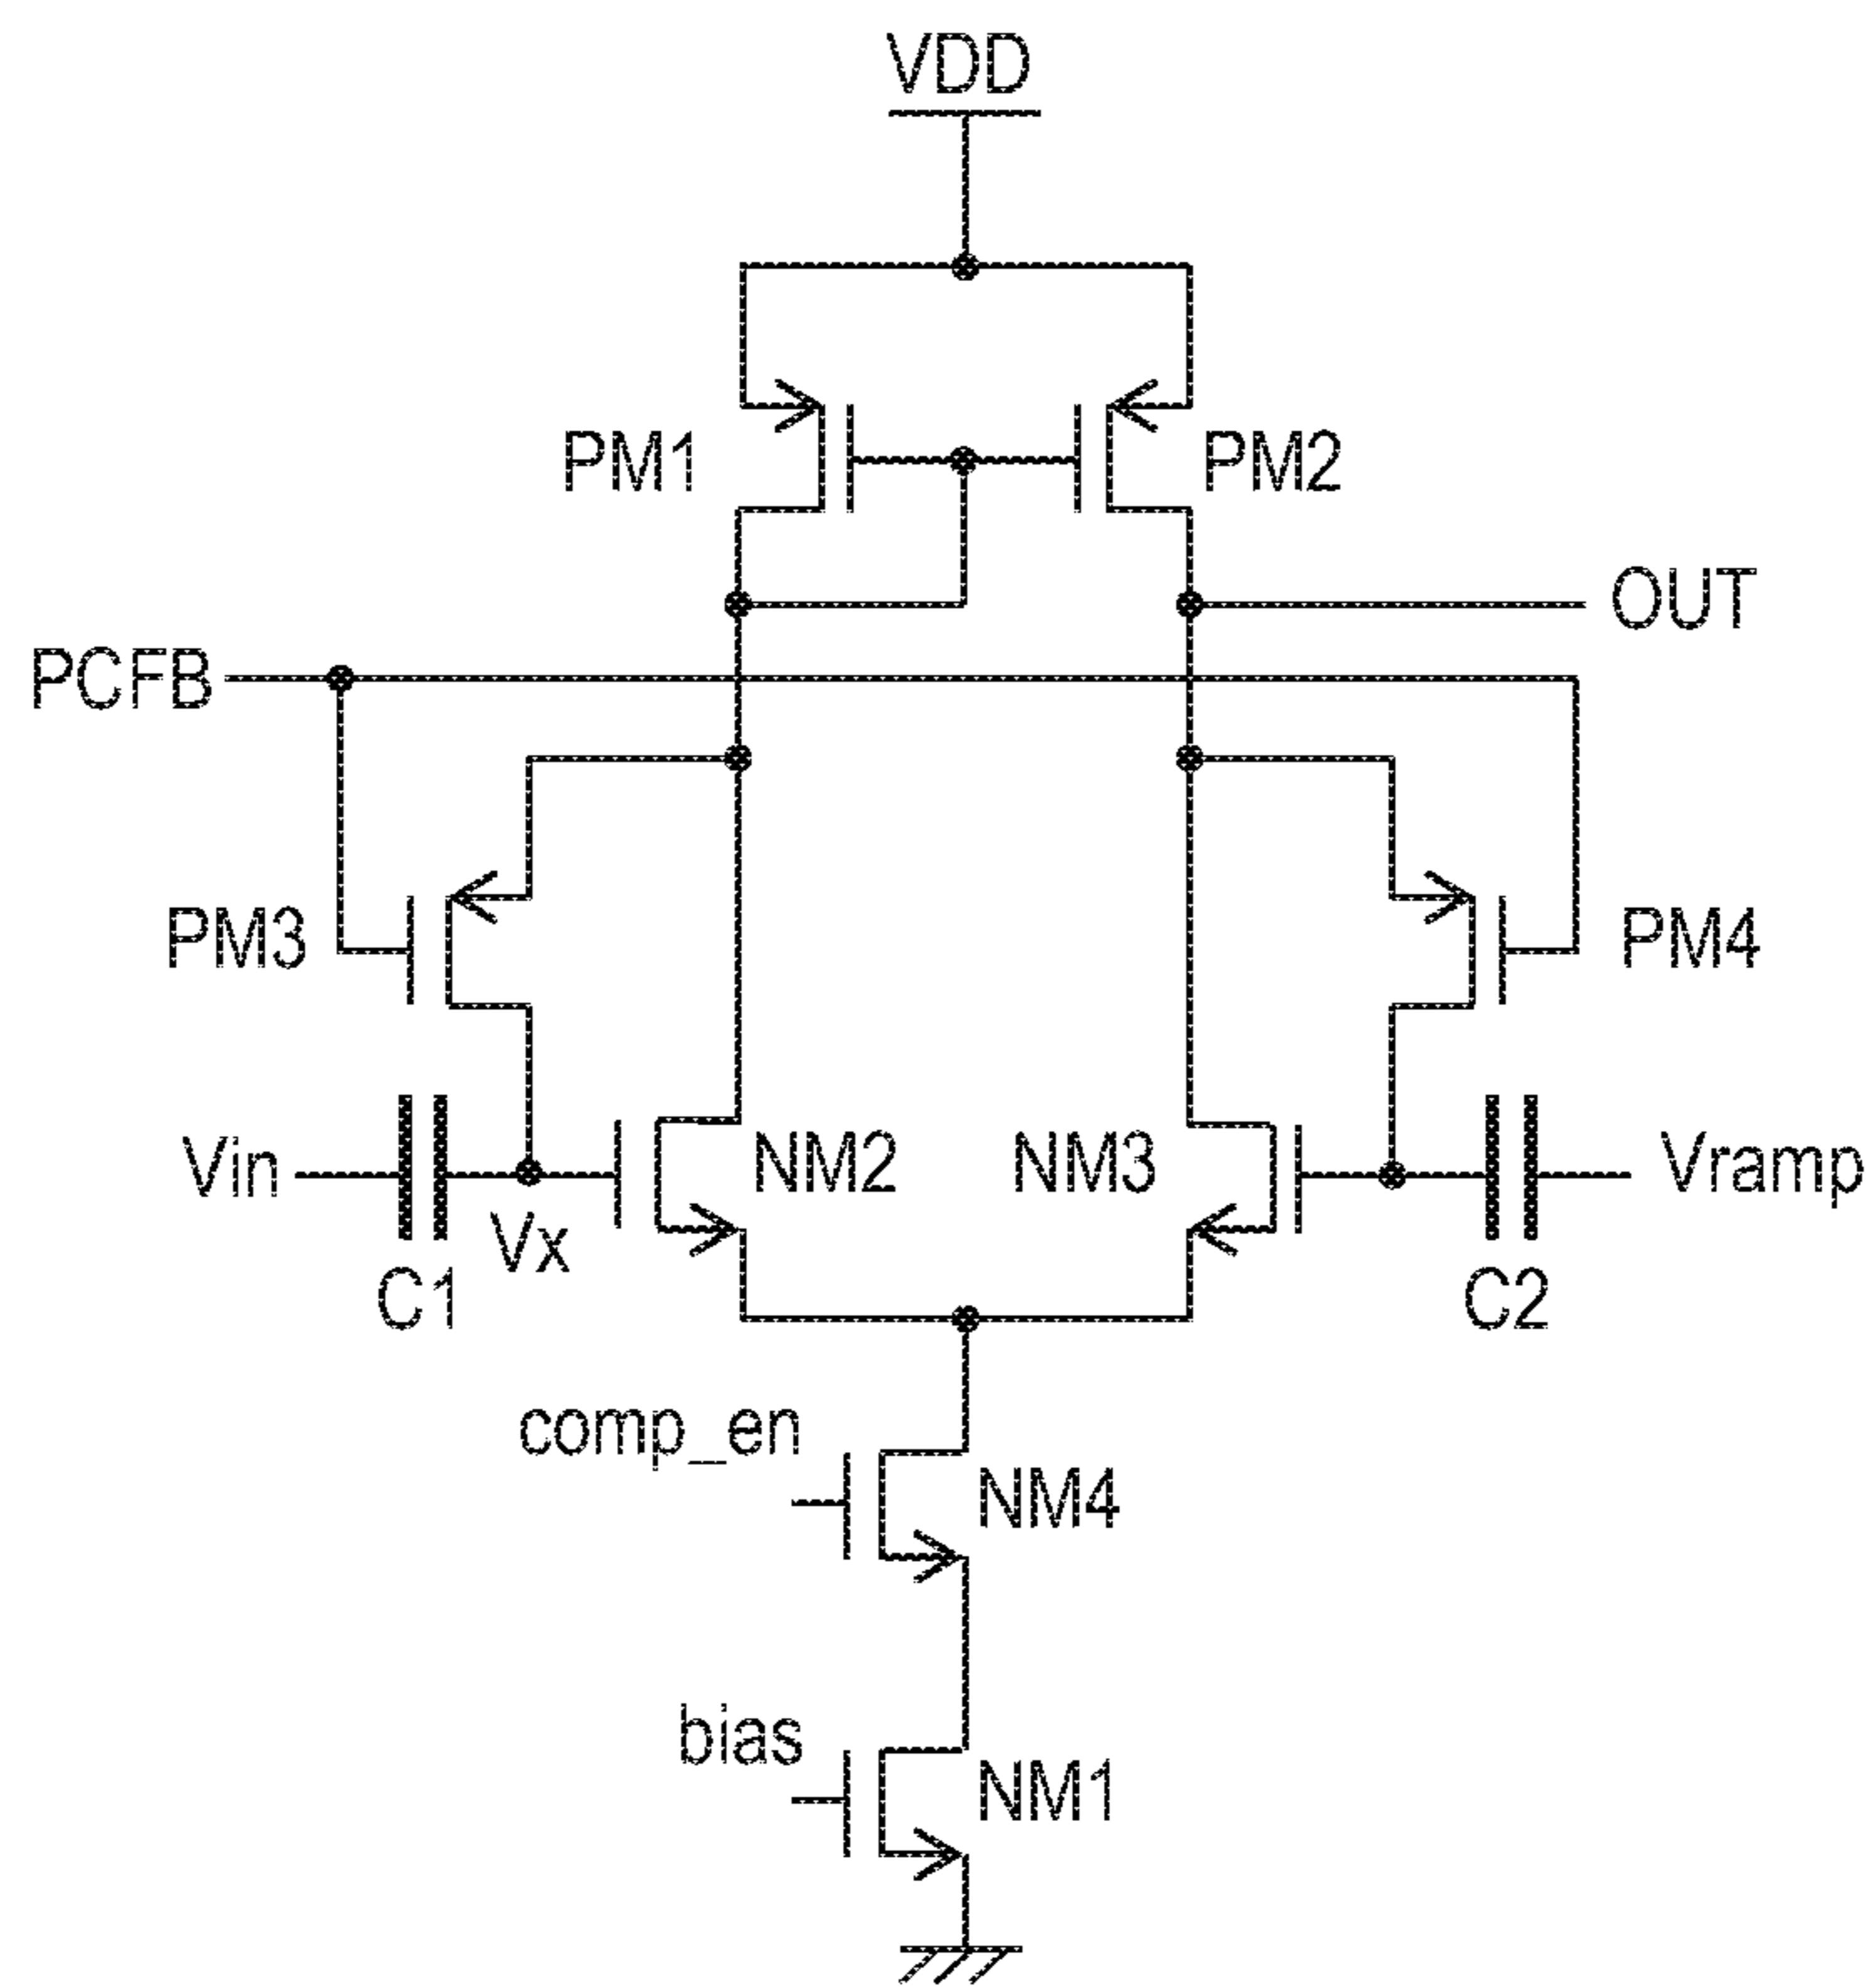 VDD
PM1
PM2
OUT
PCFB
PM3
PM4
Vin
NM2
NM3
Vramp
Vx
C1
C2
comp_en
NM4
bias
NM1